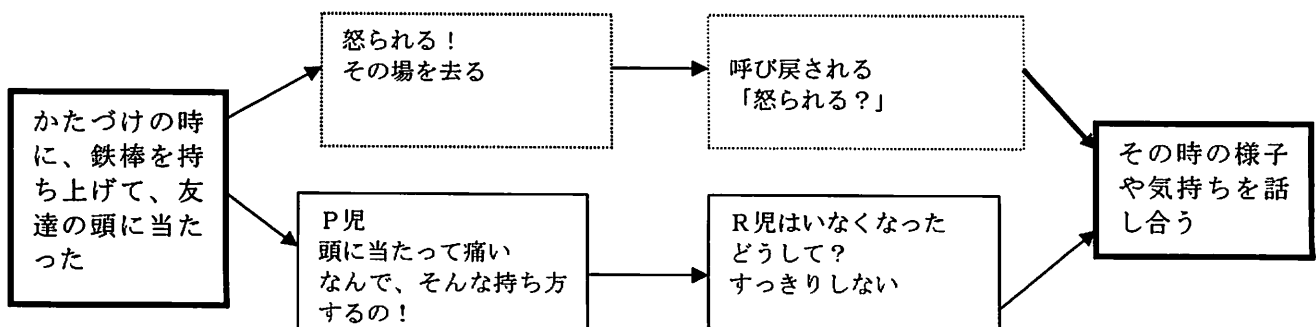 かたづけの時
に、鉄棒を持
ち上げて、友
達の頭に当た
った
怒られる！
その場を去る
呼び戻される
「怒られる？」
P児
頭に当たって痛い
なんで、そんな持ち方
するの！
R児はいなくなった
どうして？
すっきりしない
その時の様子
や気持ちを話
し合う